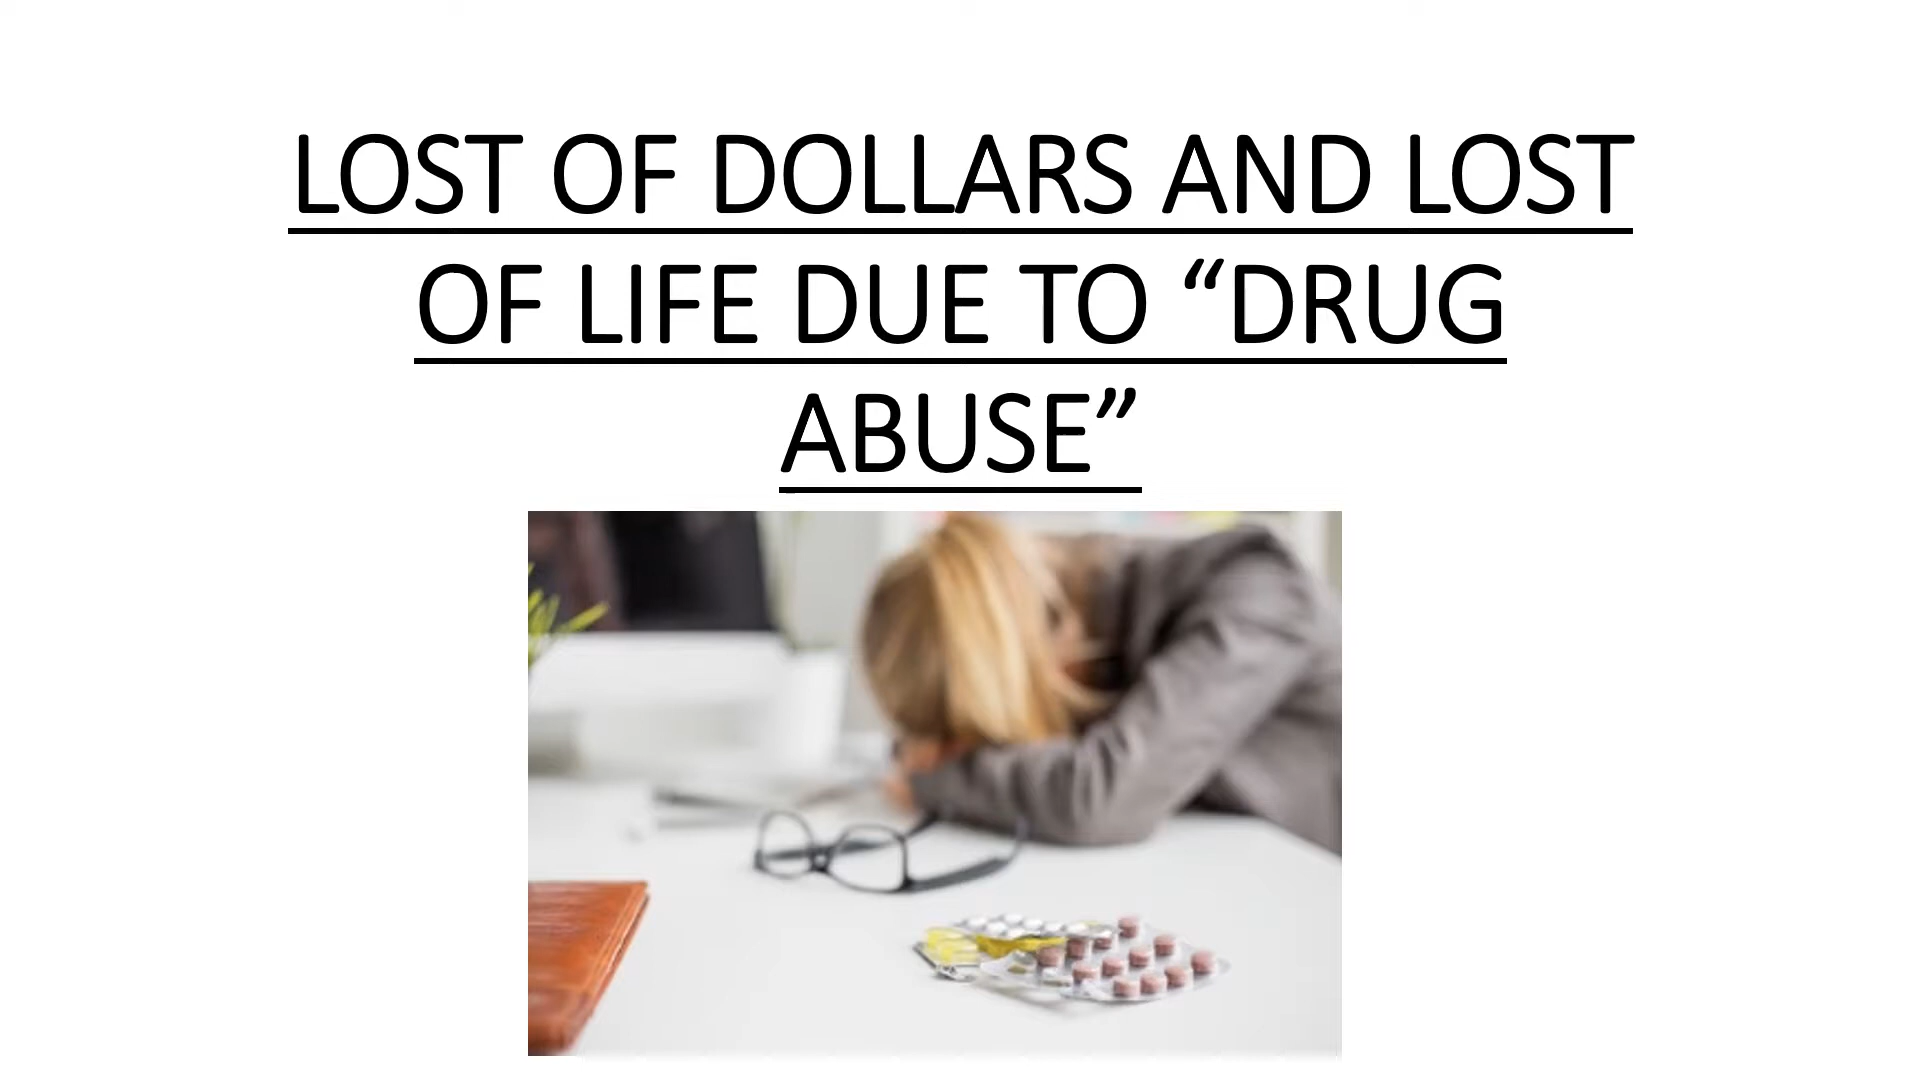 LOST OF DOLLARS AND LOST
OF LIFE DUE TO “DRUG
ABUSE”